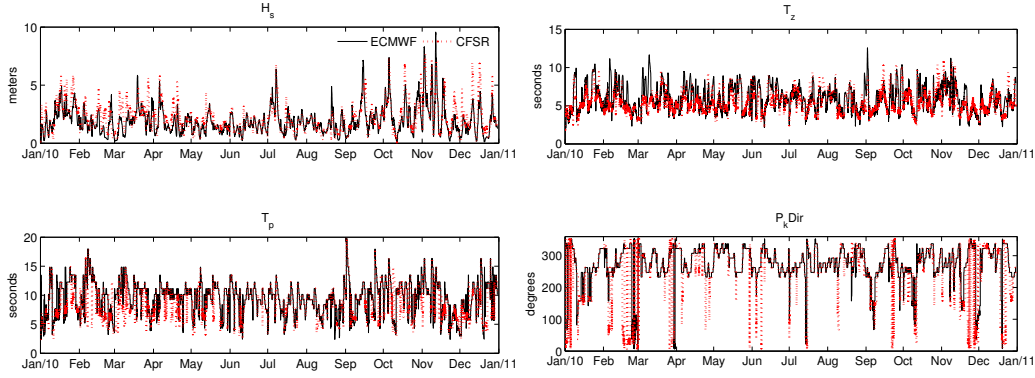 H_s
10
5
0
meters
ECMWF
CFSR
Jan/10 Feb Mar Apr May Jun Jul Aug Sep Oct Nov Dec Jan/11
T_z
15
10
5
0
seconds
Jan/10 Feb Mar Apr May Jun Jul Aug Sep Oct Nov Dec Jan/11
T_p
20
15
10
5
0
seconds
Jan/10 Feb Mar Apr May Jun Jul Aug Sep Oct Nov Dec Jan/11
P_kDir
300
200
100
0
degrees
Jan/10 Feb Mar Apr May Jun Jul Aug Sep Oct Nov Dec Jan/11